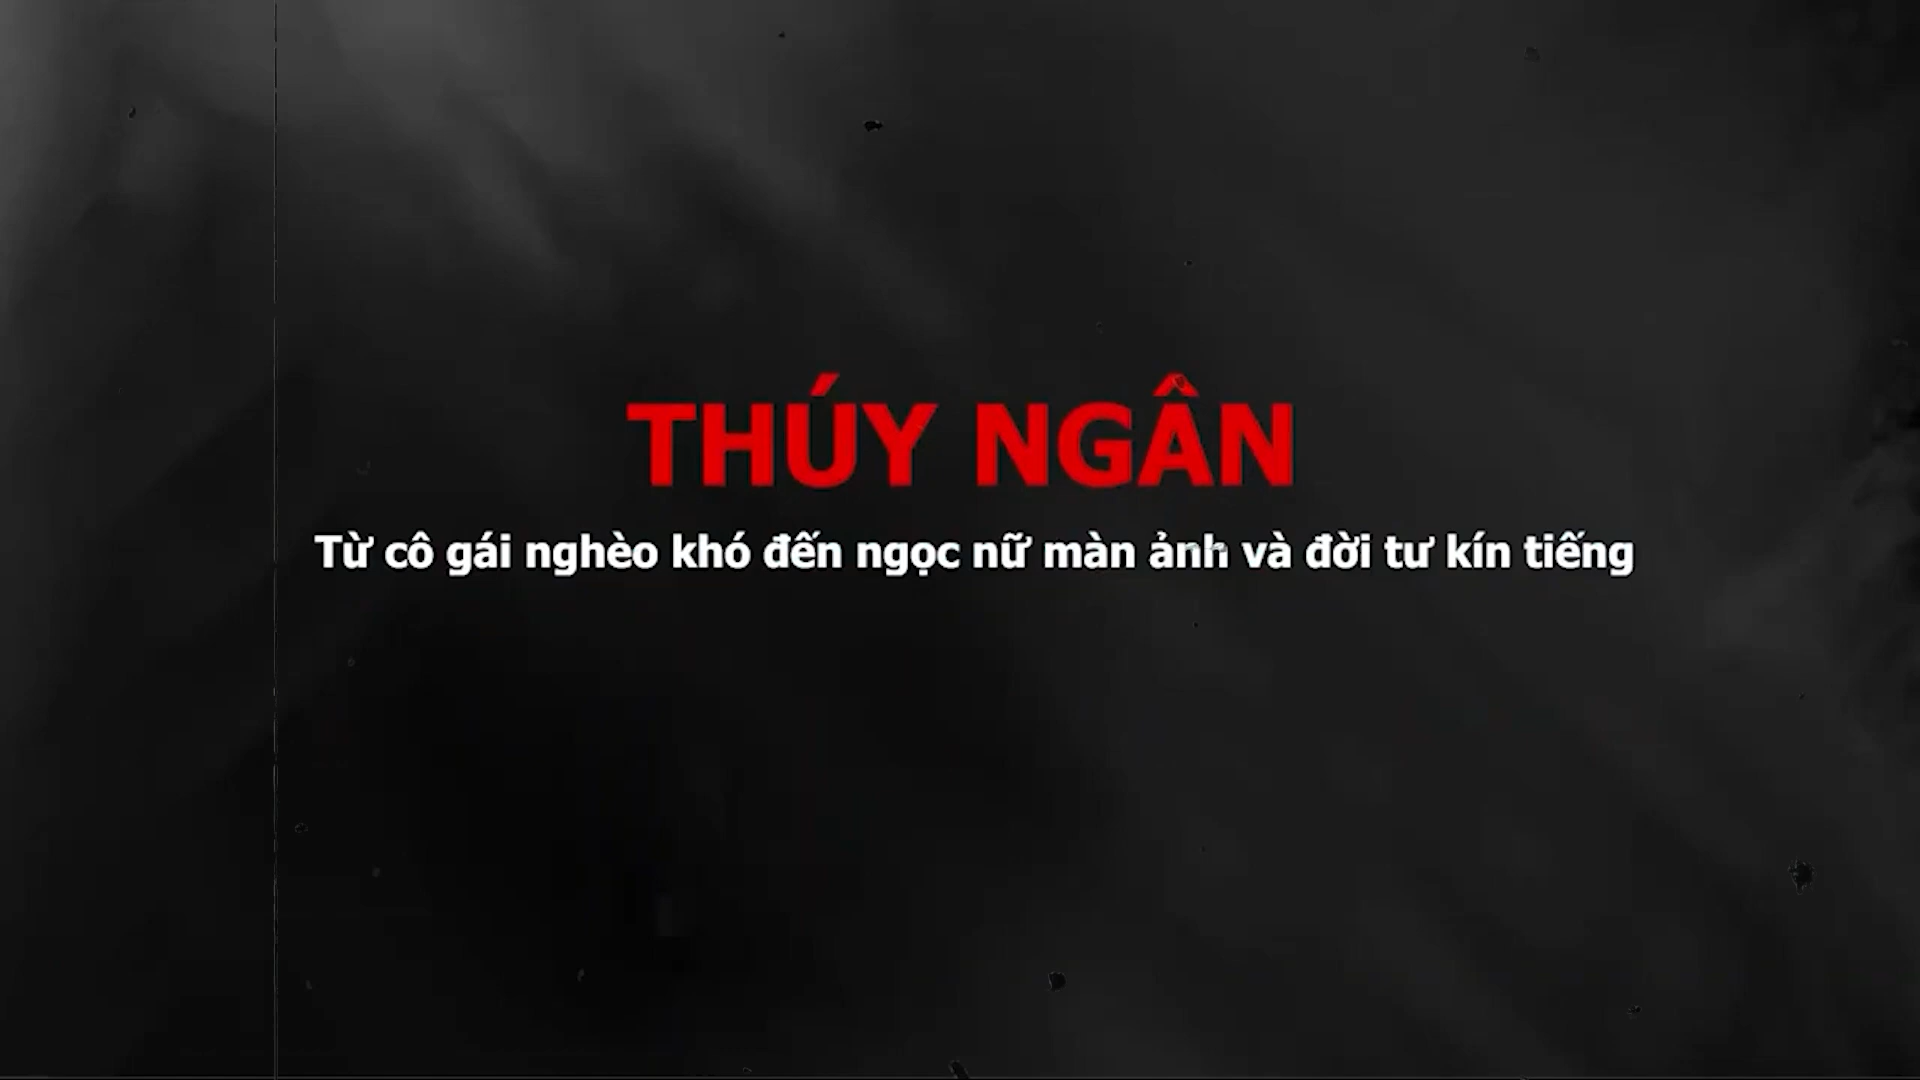 THÚY NGÂN
Từ cô gái nghèo khó đến ngọc nữ màn ảnh và đời tư kín tiếng